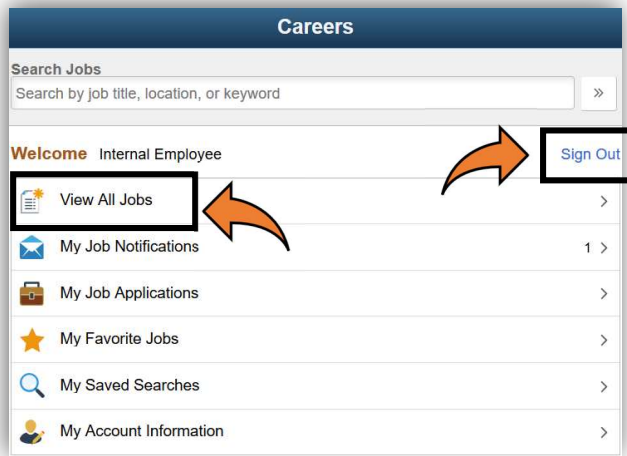 Careers
Search Jobs
Search by job title, location, or keyword
»
Welcome Internal Employee
Sign Out
View All Jobs
My Job Notifications 1
My Job Applications
My Favorite Jobs
My Saved Searches
My Account Information